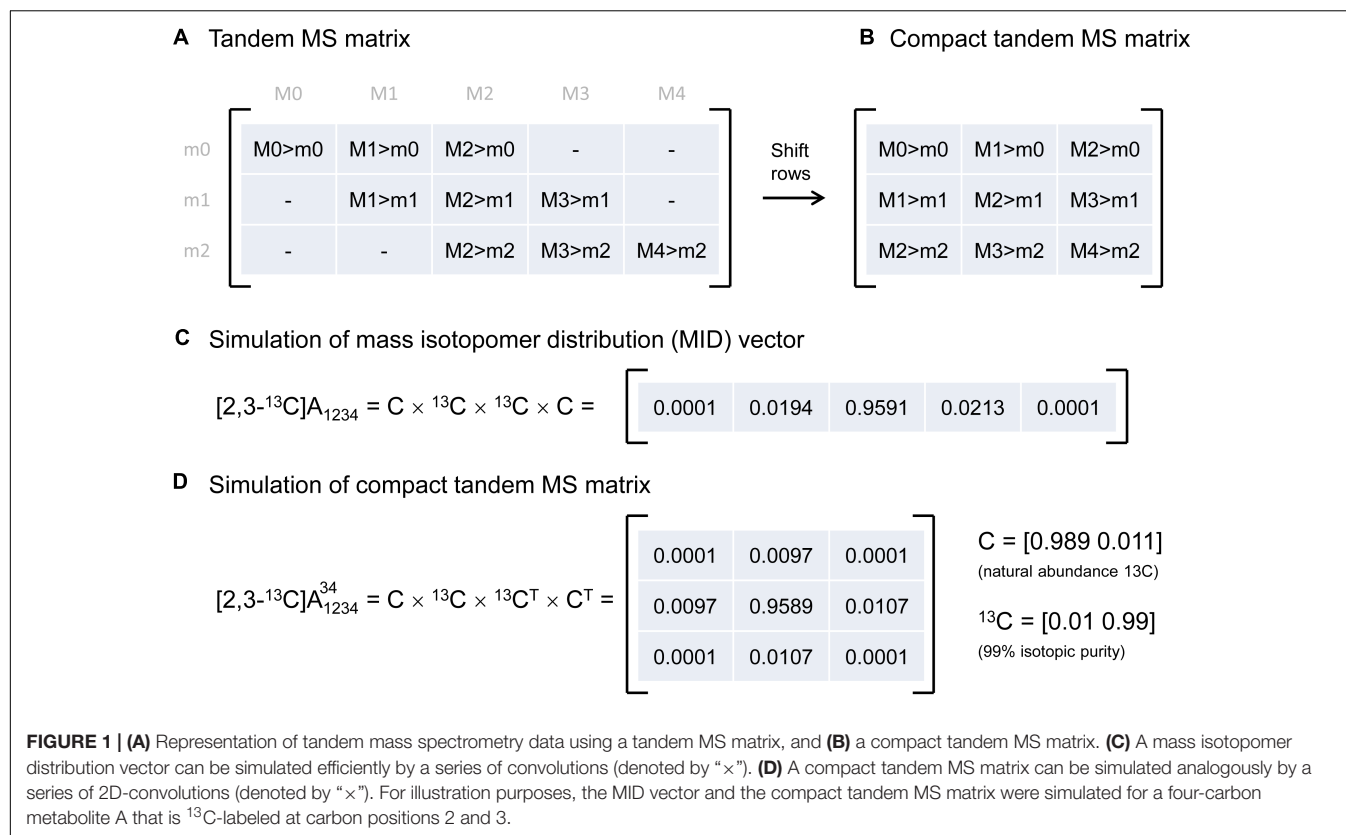 A Tandem MS matrix
B Compact tandem MS matrix
M0 M1 M2 M3 M4
m0 M0>m0 M1>m0 M2>m0 - -
m1 - M1>m1 M2>m1 M3>m1 -
m2 - - M2>m2 M3>m2 M4>m2
Shift
rows
M0>m0 M1>m0 M2>m0
M1>m1 M2>m1 M3>m1
M2>m2 M3>m2 M4>m2
C Simulation of mass isotopomer distribution (MID) vector
[2,3-¹³C]A₁₂₃₄ = C × ¹³C × ¹³C × C = 0.0001 0.0194 0.9591 0.0213 0.0001
D Simulation of compact tandem MS matrix
[2,3-¹³C]A³⁴₁₂₃₄ = C × ¹³C × ¹³Cᵀ × Cᵀ =
0.0001 0.0097 0.0001
0.0097 0.9589 0.0107
0.0001 0.0107 0.0001
C = [0.989 0.011]
(natural abundance 13C)
¹³C = [0.01 0.99]
(99% isotopic purity)
FIGURE 1 | (A) Representation of tandem mass spectrometry data using a tandem MS matrix, and (B) a compact tandem MS matrix. (C) A mass isotopomer
distribution vector can be simulated efficiently by a series of convolutions (denoted by “×”). (D) A compact tandem MS matrix can be simulated analogously by a
series of 2D-convolutions (denoted by “×”). For illustration purposes, the MID vector and the compact tandem MS matrix were simulated for a four-carbon
metabolite A that is ¹³C-labeled at carbon positions 2 and 3.